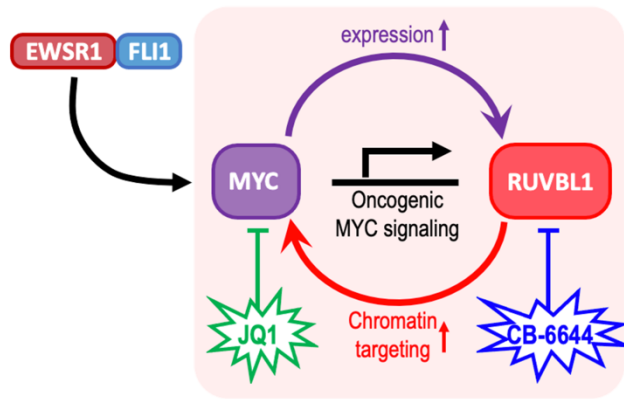 expression
EWSR1 FLI1
MYC
RUVBL1
Oncogenic
MYC signaling
JQ1
Chromatin
targeting
CB-6644